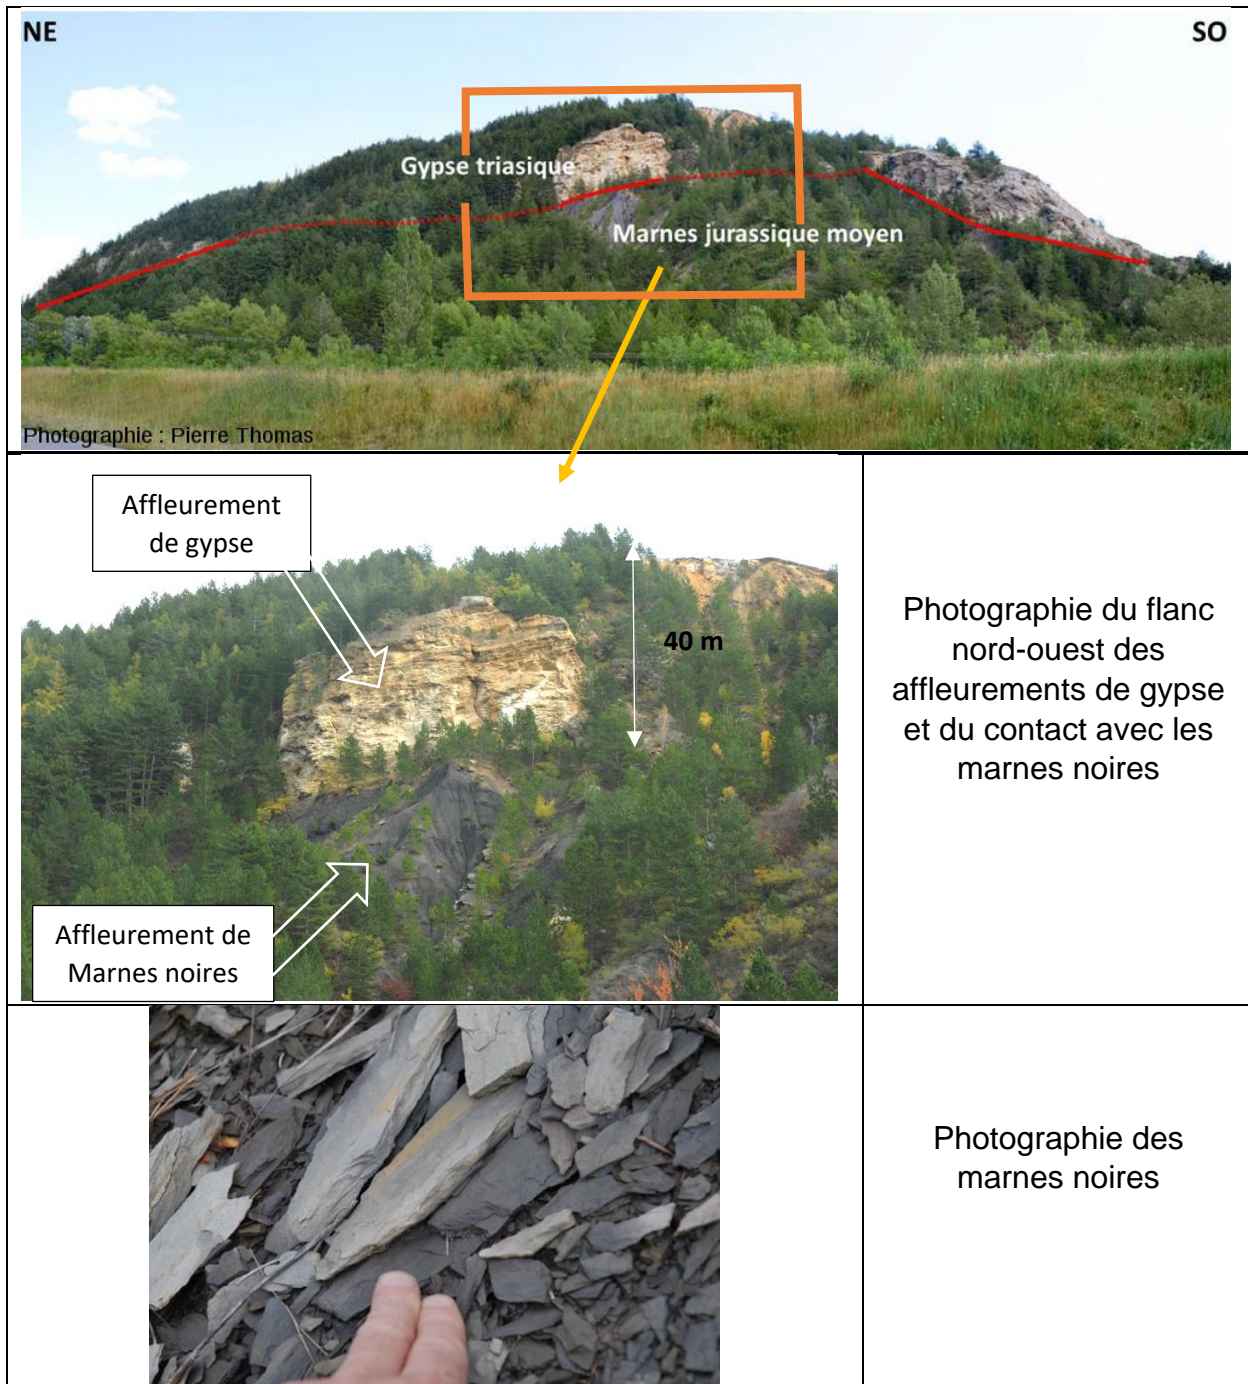 NE
SO
Gypse triasique
Marnes jurassique moyen
Photographie : Pierre Thomas
Affleurement
de gypse
40 m
Affleurement de
Marnes noires
Photographie du flanc
nord-ouest des
affleurements de gypse
et du contact avec les
marnes noires
Photographie des
marnes noires